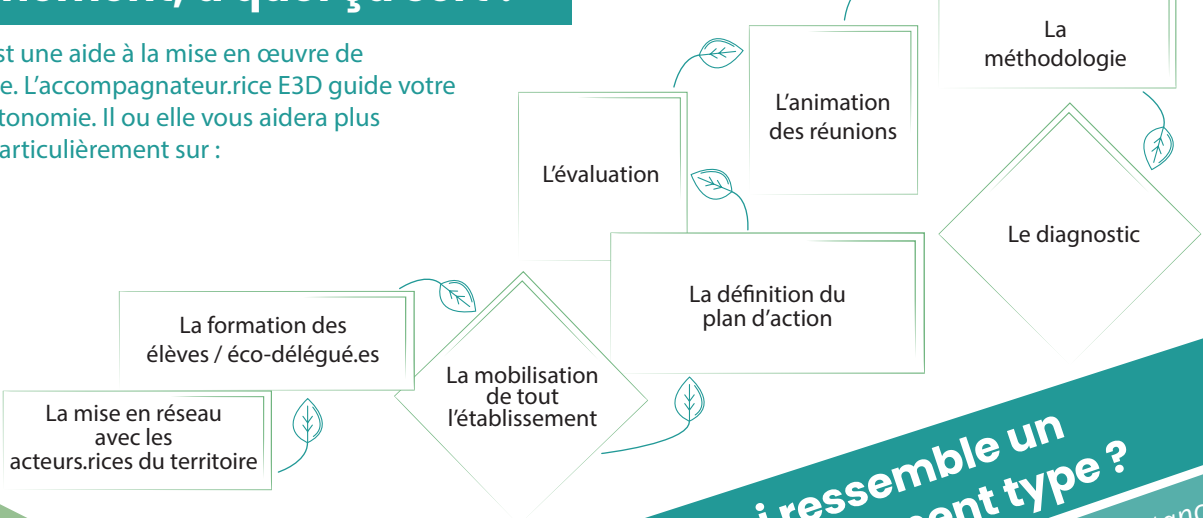 à quoi ça sert ?
st une aide à la mise en œuvre de
e. L'accompagnateur.rice E3D guide votre
tonomie. Il ou elle vous aidera plus
articulièrement sur :
La
méthodologie
L'animation
des réunions
L'évaluation
Le diagnostic
La définition du
plan d'action
La formation des
élèves / éco-délégué.es
La mobilisation
de tout
l'établissement
La mise en réseau
avec les
acteurs.rices du territoire
ressemble un
type ?